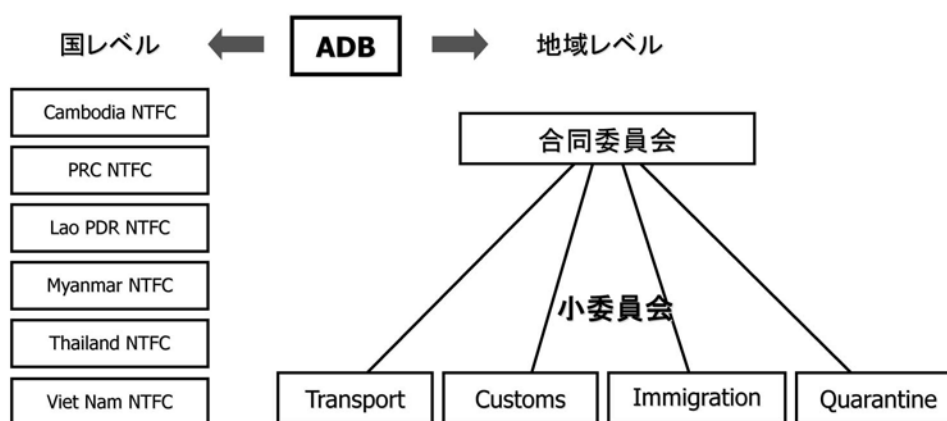 国レベル
ADB
地域レベル
Cambodia NTFC
PRC NTFC
Lao PDR NTFC
Myanmar NTFC
Thailand NTFC
Viet Nam NTFC
合同委員会
小委員会
Transport
Customs
Immigration
Quarantine